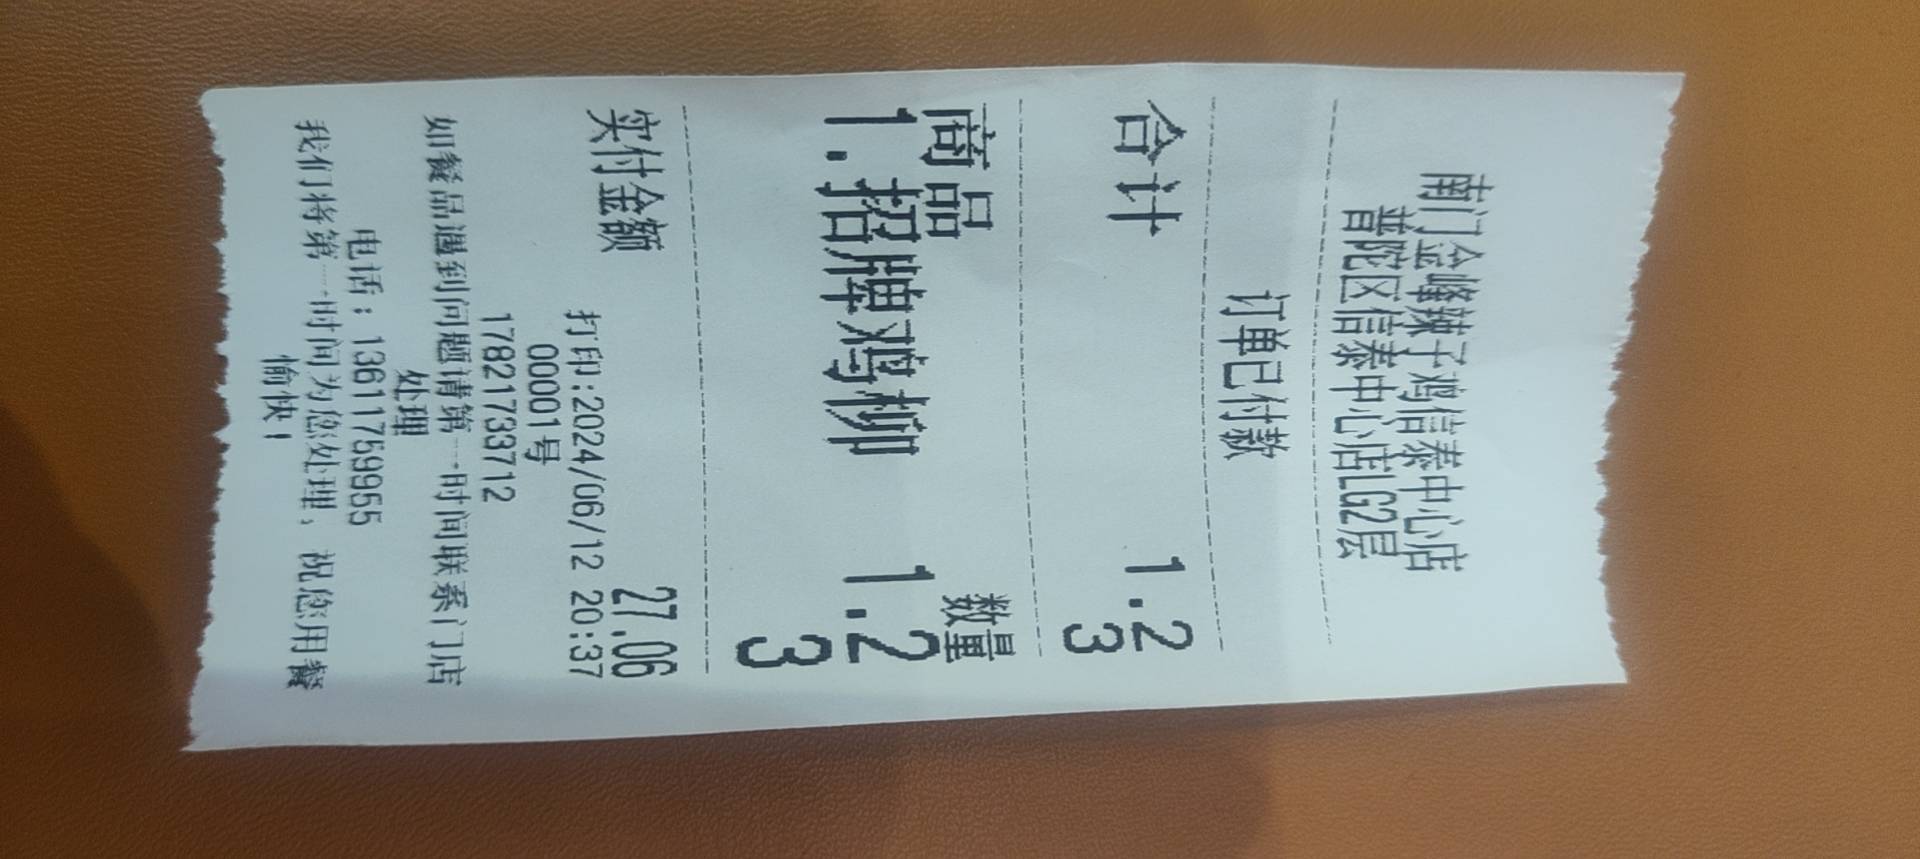 南门金峰辣子鸡信泰中心店
普陀区信泰中心店LG2层
订单已付款
合计 1.2
3
商品 数量
1.招牌鸡柳 1.2
3
实付金额 27.06
打印:2024/06/12 20:37
00001号
17821733712
如餐品遇到问题请第一时间联系门店
处理
电话：13611759955
我们将第一时间为您处理，祝您用餐
愉快！